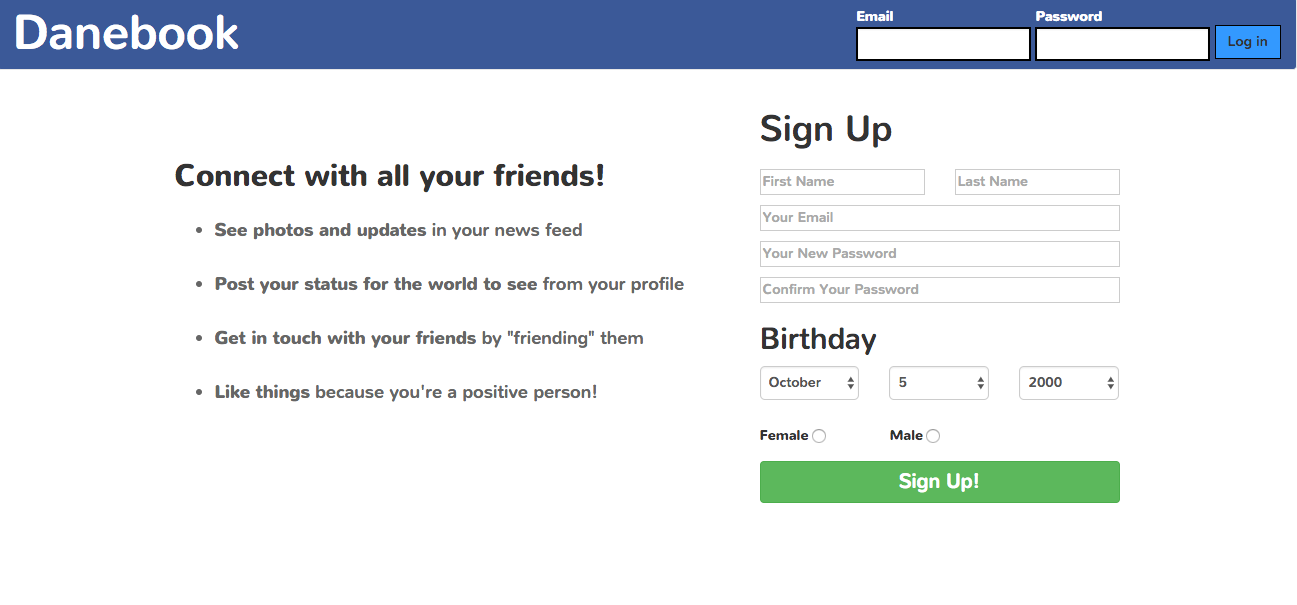 Danebook
Email Password
Log in
Sign Up
Connect with all your friends!
First Name Last Name
Your Email
See photos and updates in your news feed
Your New Password
Post your status for the world to see from your profile
Confirm Your Password
Get in touch with your friends by "friending" them
Birthday
October 5 2000
Like things because you're a positive person!
Female Male
Sign Up!